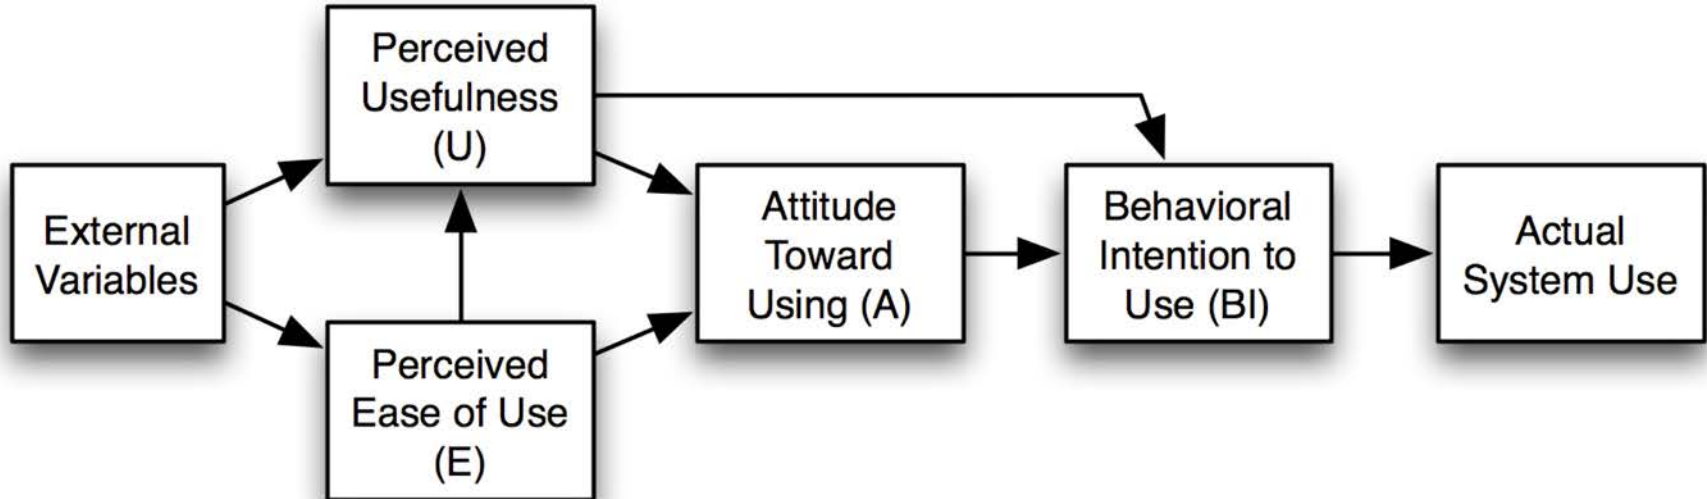 External
Variables
Perceived
Usefulness
(U)
Perceived
Ease of Use
(E)
Attitude
Toward
Using (A)
Behavioral
Intention to
Use (BI)
Actual
System Use